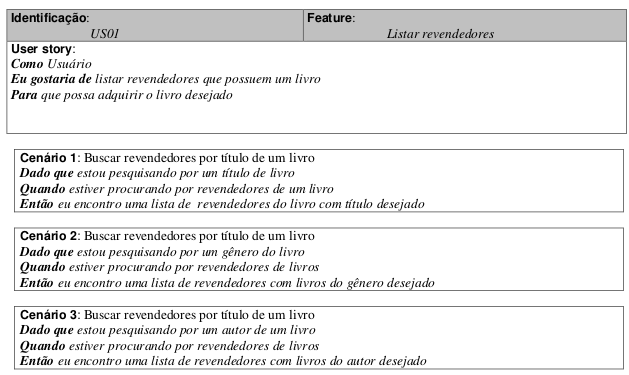 Identificação: Feature:
US01 Listar revendedores
User story:
Como Usuário
Eu gostaria de listar revendedores que possuem um livro
Para que possa adquirir o livro desejado
Cenário 1: Buscar revendedores por título de um livro
Dado que estou pesquisando por um título de livro
Quando estiver procurando por revendedores de um livro
Então eu encontro uma lista de revendedores do livro com título desejado
Cenário 2: Buscar revendedores por título de um livro
Dado que estou pesquisando por um gênero do livro
Quando estiver procurando por revendedores de livros
Então eu encontro uma lista de revendedores com livros do gênero desejado
Cenário 3: Buscar revendedores por título de um livro
Dado que estou pesquisando por um autor de um livro
Quando estiver procurando por revendedores de livros
Então eu encontro uma lista de revendedores com livros do autor desejado